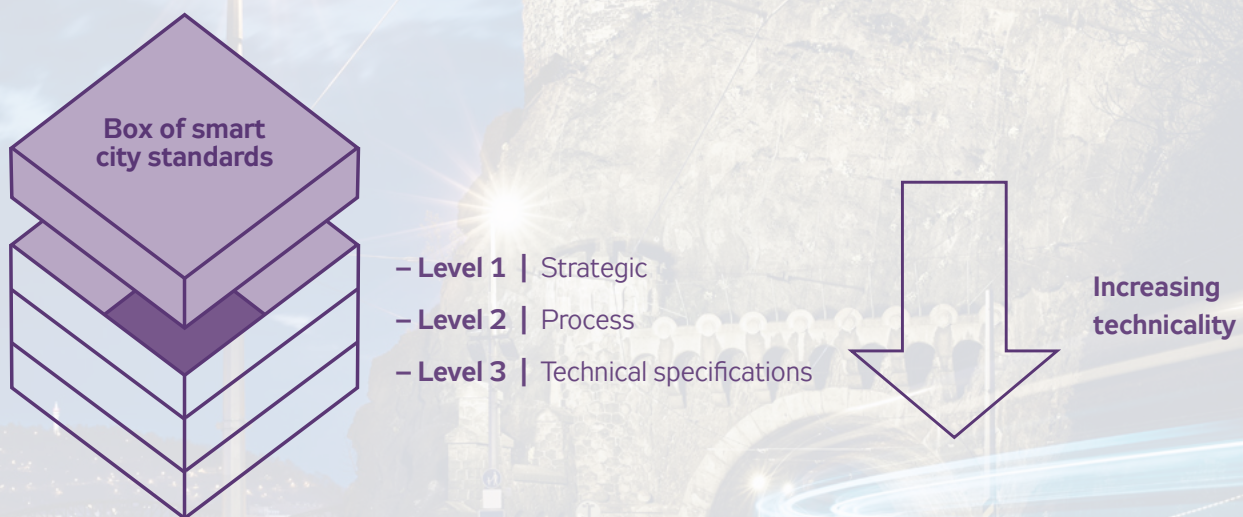 Box of smart
city standards
– Level 1 | Strategic
– Level 2 | Process
– Level 3 | Technical specifications
Increasing
technicality